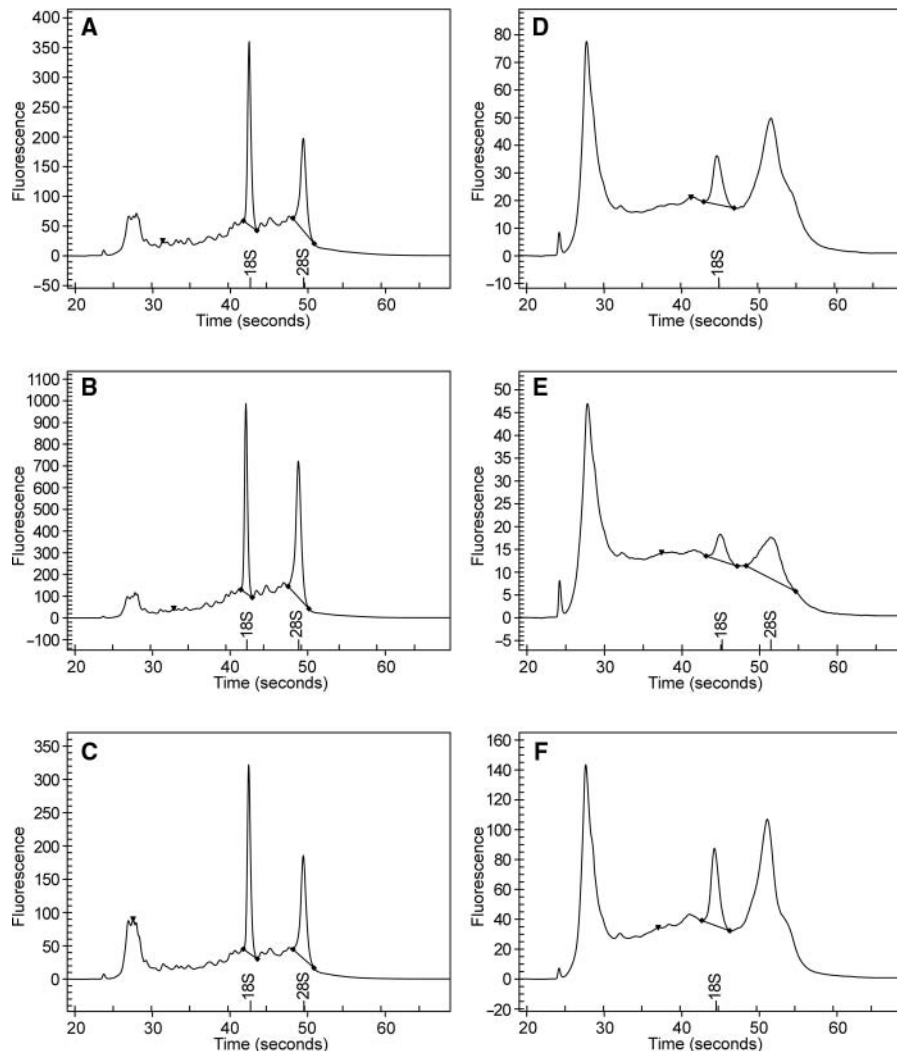 A
400
350
300
250
200
150
100
50
0
−50
Fluorescence
18S
28S
20 30 40 50 60
Time (seconds)
D
80
70
60
50
40
30
20
10
0
−10
Fluorescence
18S
20 30 40 50 60
Time (seconds)
B
1100
1000
900
800
700
600
500
400
300
200
100
0
−100
Fluorescence
18S
28S
20 30 40 50 60
Time (seconds)
E
50
45
40
35
30
25
20
15
10
5
0
−5
Fluorescence
18S
28S
20 30 40 50 60
Time (seconds)
C
350
300
250
200
150
100
50
0
Fluorescence
18S
28S
20 30 40 50 60
Time (seconds)
F
160
140
120
100
80
60
40
20
0
−20
Fluorescence
18S
20 30 40 50 60
Time (seconds)